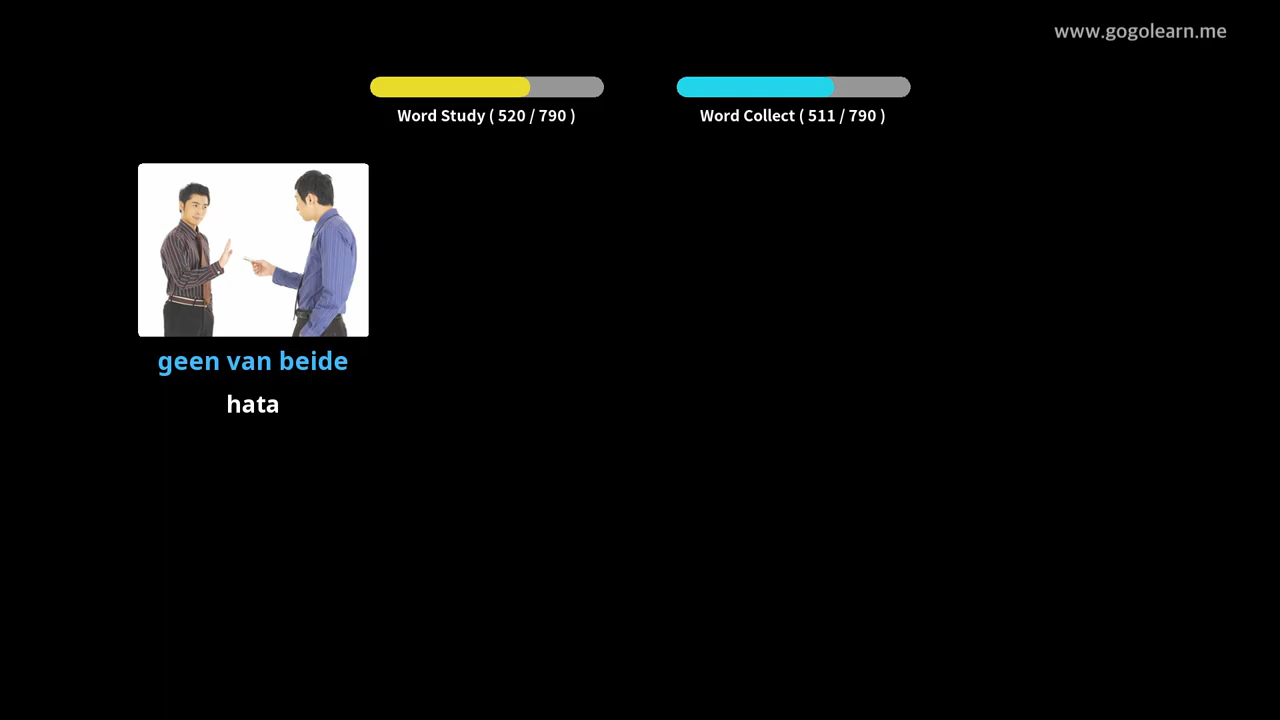 www.gogolearn.me
Word Study ( 520 / 790 )
Word Collect ( 511 / 790 )
geen van beide
hata